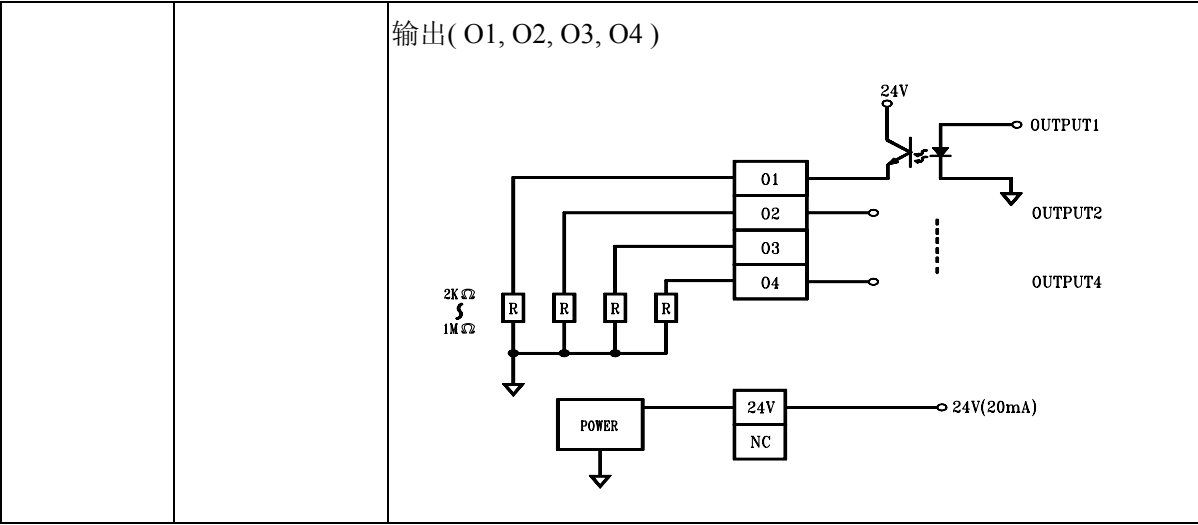 输出( O1, O2, O3, O4 )
24V
OUTPUT1
O1
O2
OUTPUT2
O3
O4
OUTPUT4
2KΩ
1MΩ
R
R
R
R
24V
24V(20mA)
POWER
NC